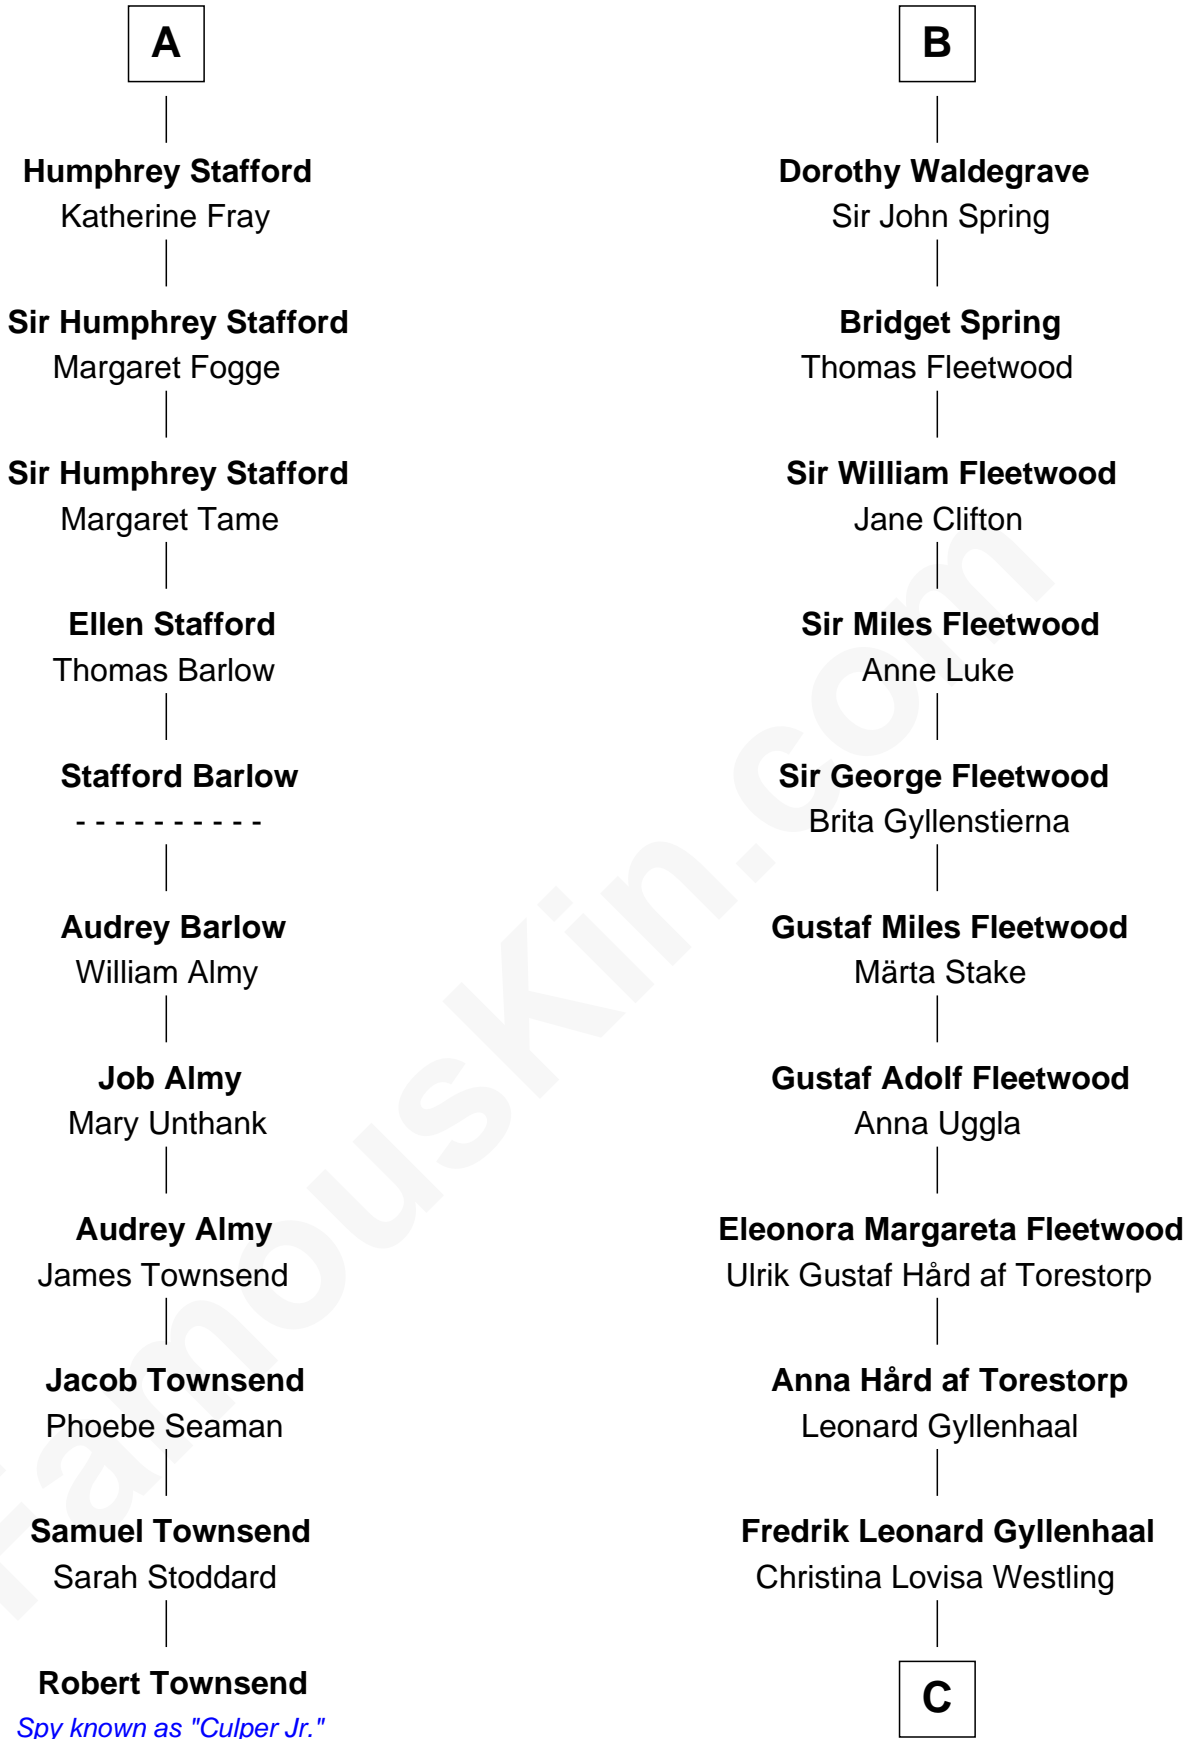 A
Humphrey Stafford
Katherine Fray
Sir Humphrey Stafford
Margaret Fogge
Sir Humphrey Stafford
Margaret Tame
Ellen Stafford
Thomas Barlow
Stafford Barlow
- - - - - - - - - -
Audrey Barlow
William Almy
Job Almy
Mary Unthank
Audrey Almy
James Townsend
Jacob Townsend
Phoebe Seaman
Samuel Townsend
Sarah Stoddard
Robert Townsend
Spy known as "Culper Jr."
B
Dorothy Waldegrave
Sir John Spring
Bridget Spring
Thomas Fleetwood
Sir William Fleetwood
Jane Clifton
Sir Miles Fleetwood
Anne Luke
Sir George Fleetwood
Brita Gyllenstierna
Gustaf Miles Fleetwood
Märta Stake
Gustaf Adolf Fleetwood
Anna Uggla
Eleonora Margareta Fleetwood
Ulrik Gustaf Hård af Torestorp
Anna Hård af Torestorp
Leonard Gyllenhaal
Fredrik Leonard Gyllenhaal
Christina Lovisa Westling
C
FamousKin.com